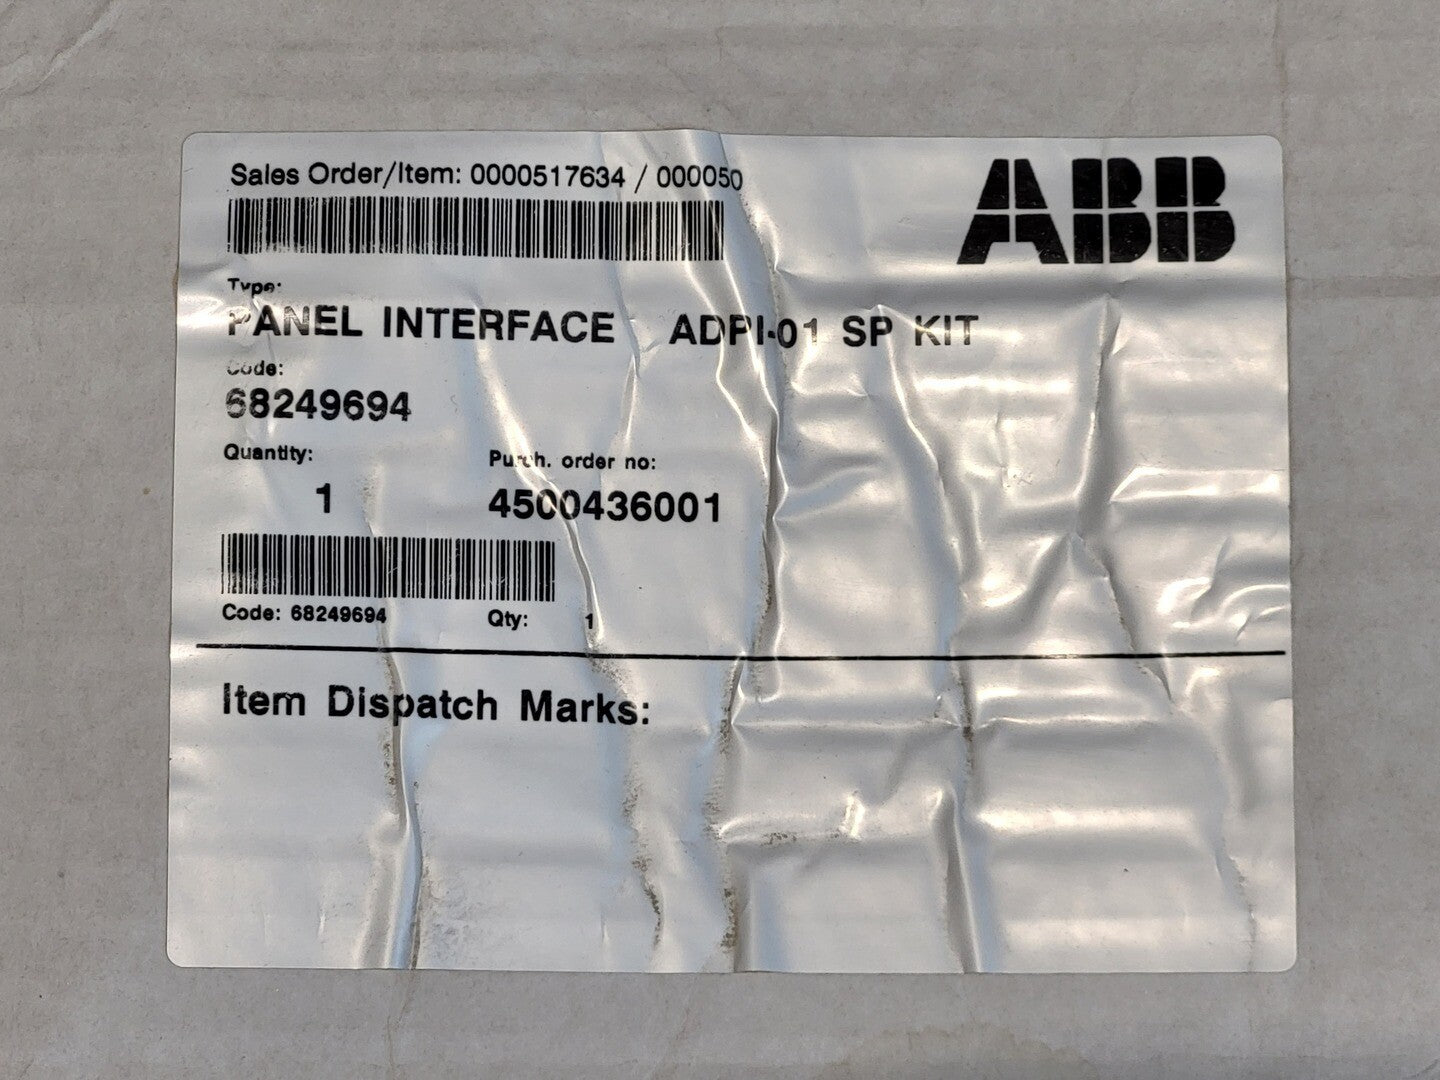 Sales Order/Item: 0000517634 / 000050
ABB
Type:
PANEL INTERFACE ADPI-01 SP KIT
Code:
68249694
Quantity: Purch. order no:
1 4500436001
Code: 68249694 Qty: 1
Item Dispatch Marks: